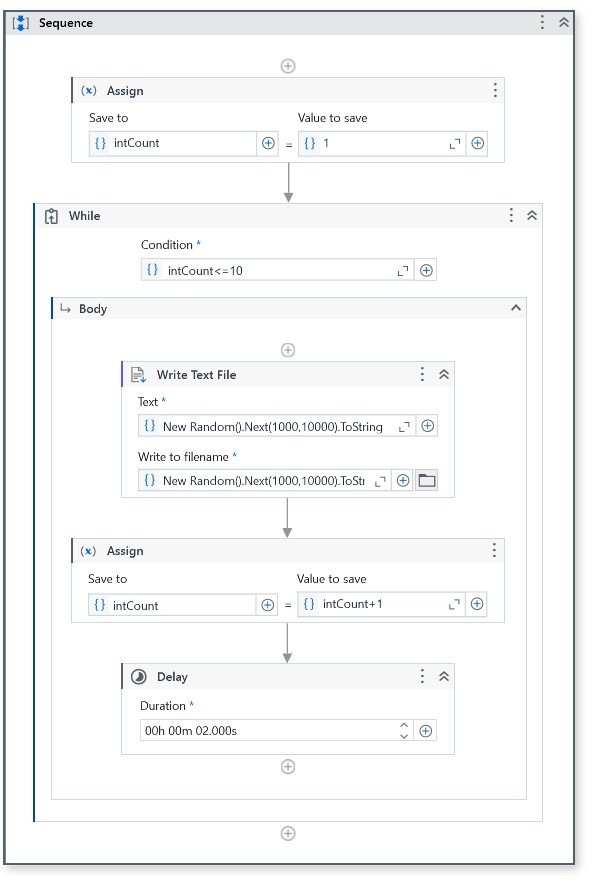 Sequence
(x) Assign
Save to Value to save
{} intCount = {} 1
While
Condition *
{} intCount<=10
Body
Write Text File
Text *
{} New Random().Next(1000,10000).ToString
Write to filename *
{} New Random().Next(1000,10000).ToStr
(x) Assign
Save to Value to save
{} intCount = {} intCount+1
Delay
Duration *
00h 00m 02.000s